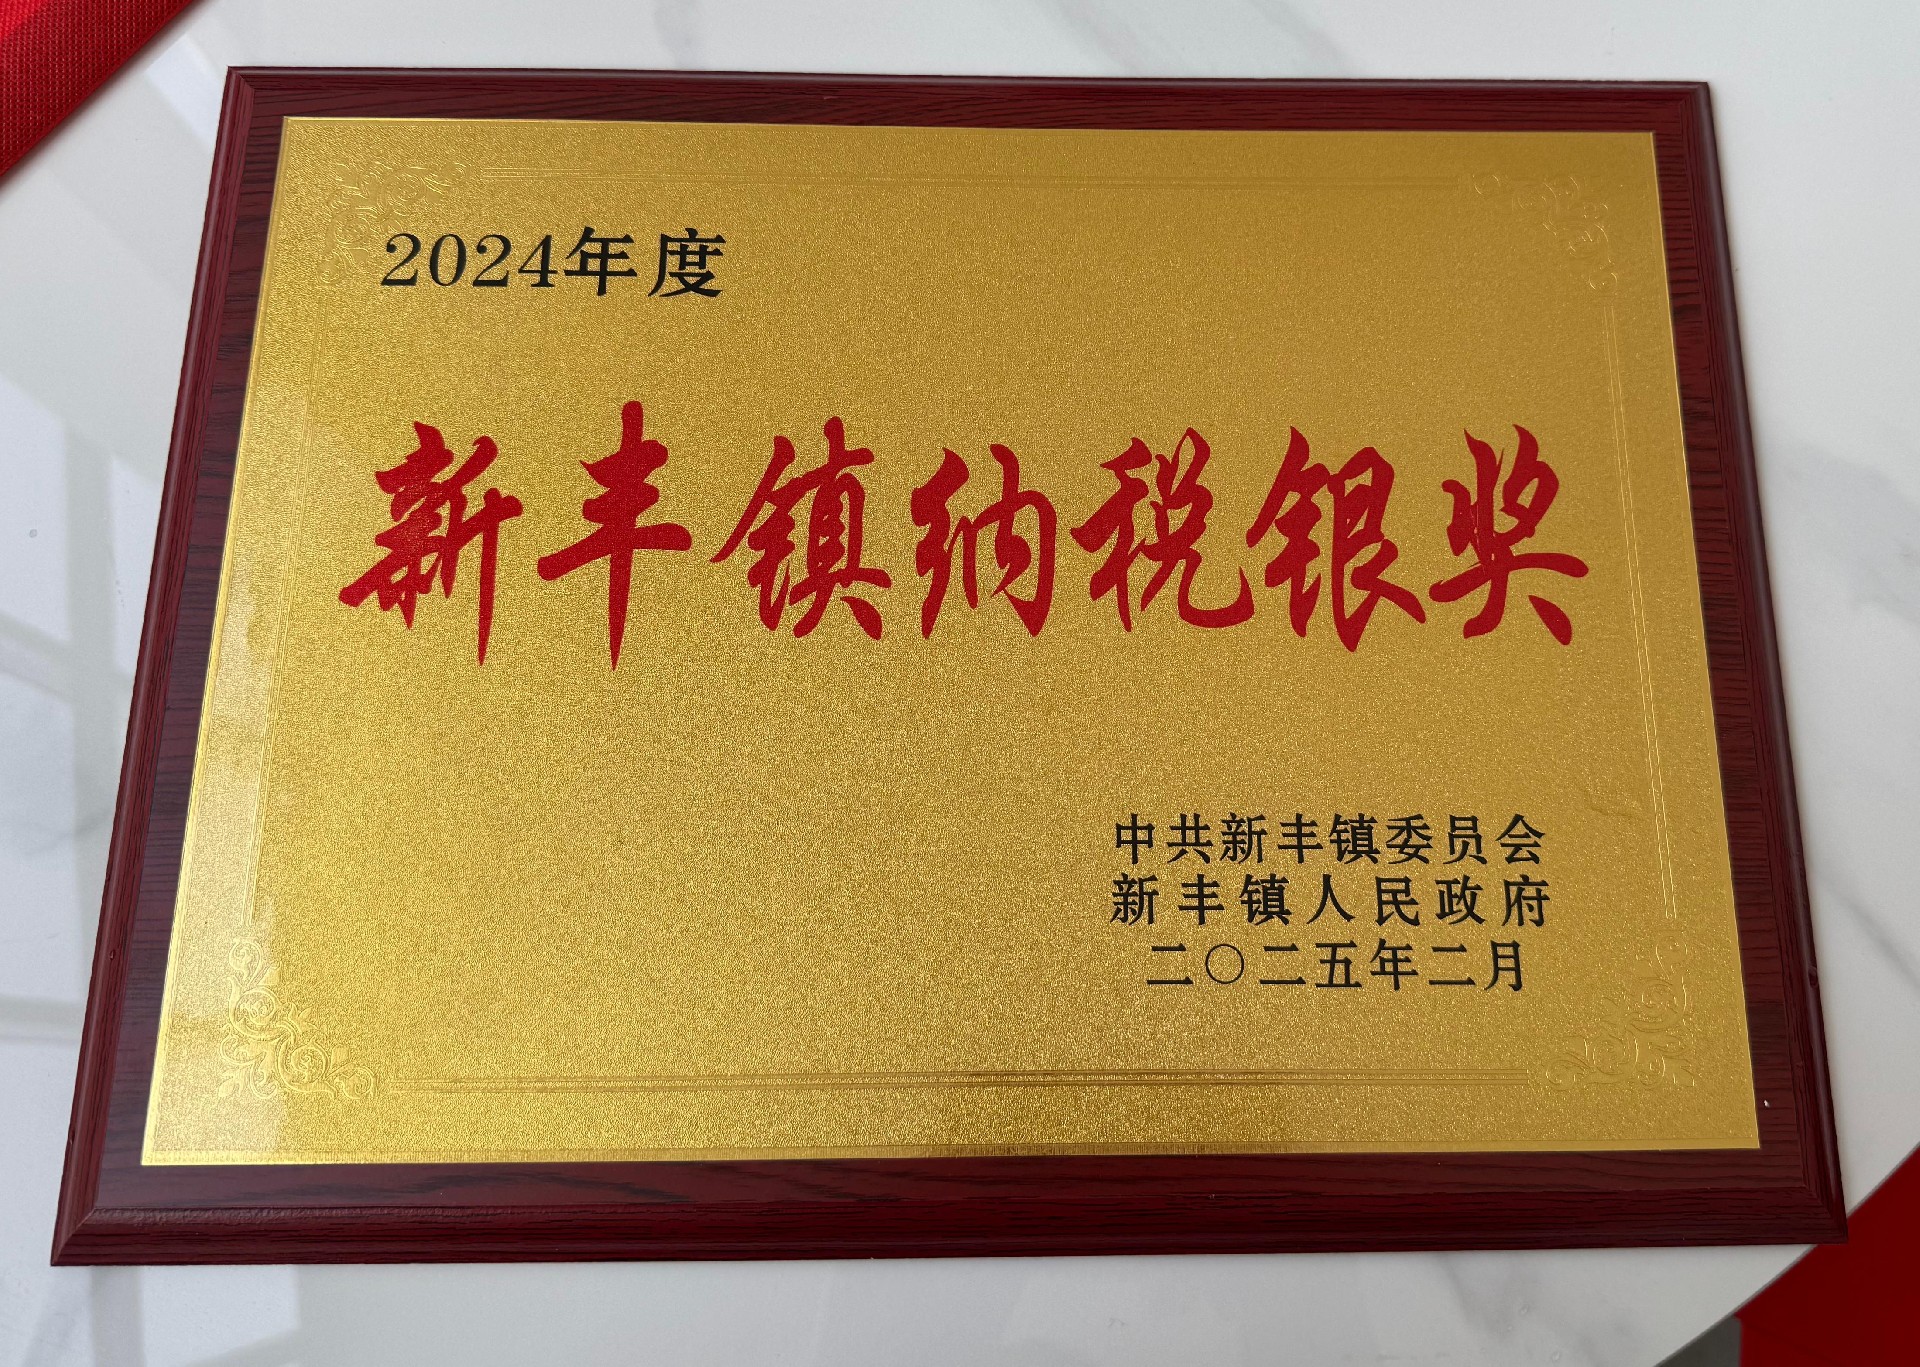 2024年度
新丰镇纳税银奖
中共新丰镇委员会
新丰镇人民政府
二〇二五年二月